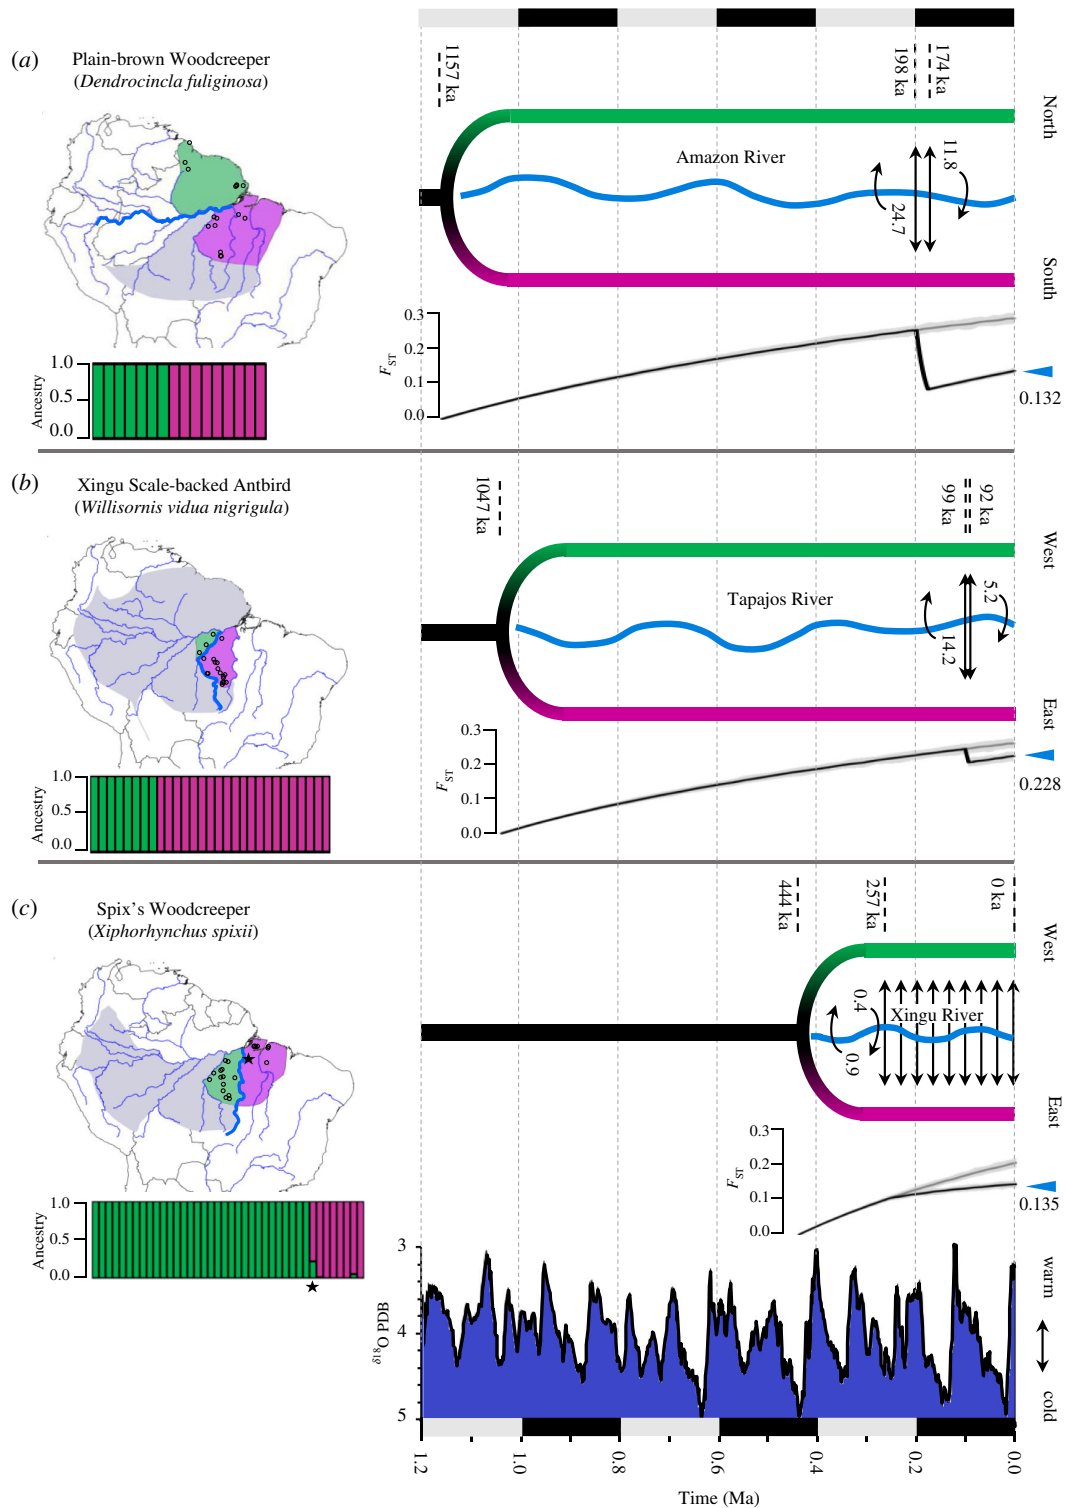 (a)
Plain-brown Woodcreeper
(Dendrocincla fuliginosa)
1157 ka
198 ka
174 ka
North
Amazon River
11.8
24.7
South
0.3
0.2
0.1
0.0
FST
0.132
1.0
0.5
0.0
Ancestry
(b)
Xingu Scale-backed Antbird
(Willisornis vidua nigrigula)
1047 ka
99 ka
92 ka
West
Tapajos River
5.2
14.2
East
0.3
0.2
0.1
0.0
FST
0.228
1.0
0.5
0.0
Ancestry
(c)
Spix's Woodcreeper
(Xiphorhynchus spixii)
444 ka
257 ka
0 ka
West
0.4
Xingu River
0.9
East
0.3
0.2
0.1
0.0
FST
0.135
1.0
0.5
0.0
Ancestry
3
4
5
δ18O PDB
warm
cold
1.2
1.0
0.8
0.6
0.4
0.2
0.0
Time (Ma)